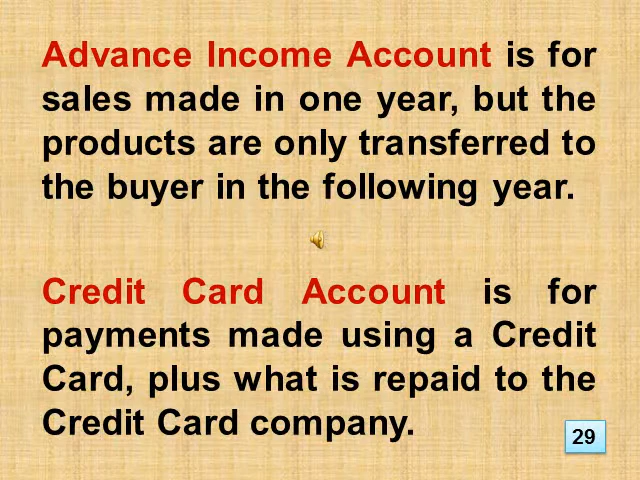 Advance Income Account is for
sales made in one year, but the
products are only transferred to
the buyer in the following year.
Credit Card Account is for
payments made using a Credit
Card, plus what is repaid to the
Credit Card company.
29